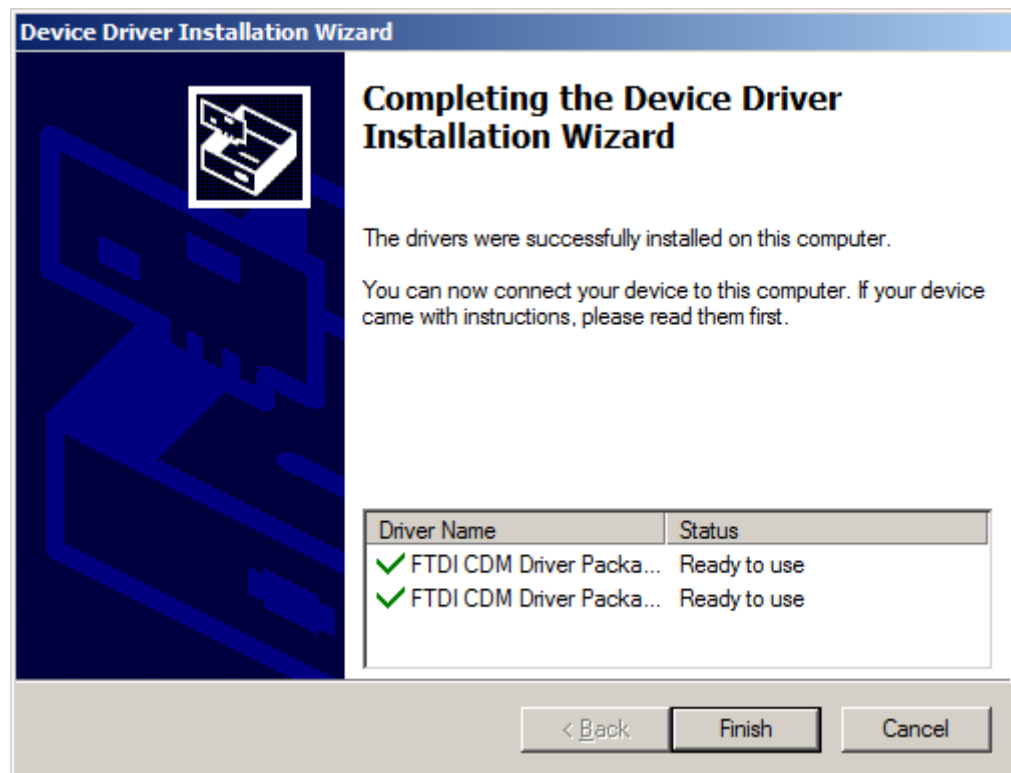 Device Driver Installation Wizard
Completing the Device Driver
Installation Wizard
The drivers were successfully installed on this computer.
You can now connect your device to this computer. If your device
came with instructions, please read them first.
Driver Name Status
FTDI CDM Driver Packa... Ready to use
FTDI CDM Driver Packa... Ready to use
< Back Finish Cancel